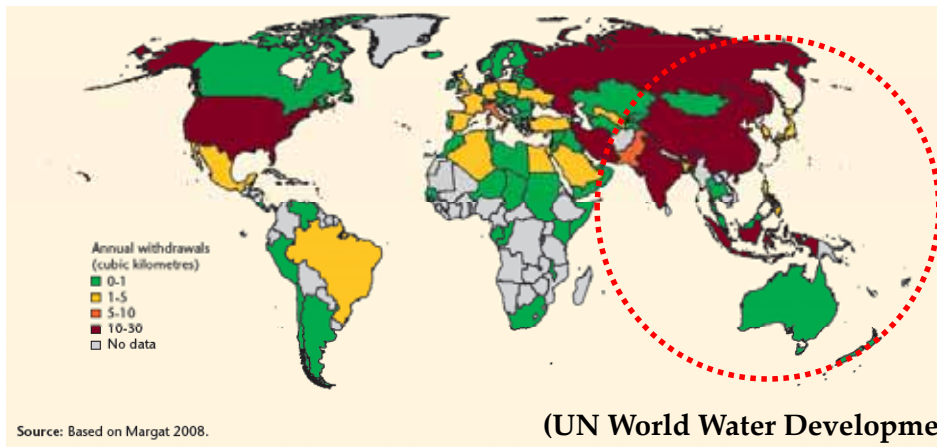 Annual withdrawals
(cubic kilometres)
0-1
1-5
5-10
10-30
No data
Source: Based on Margat 2008.
(UN World Water Developme